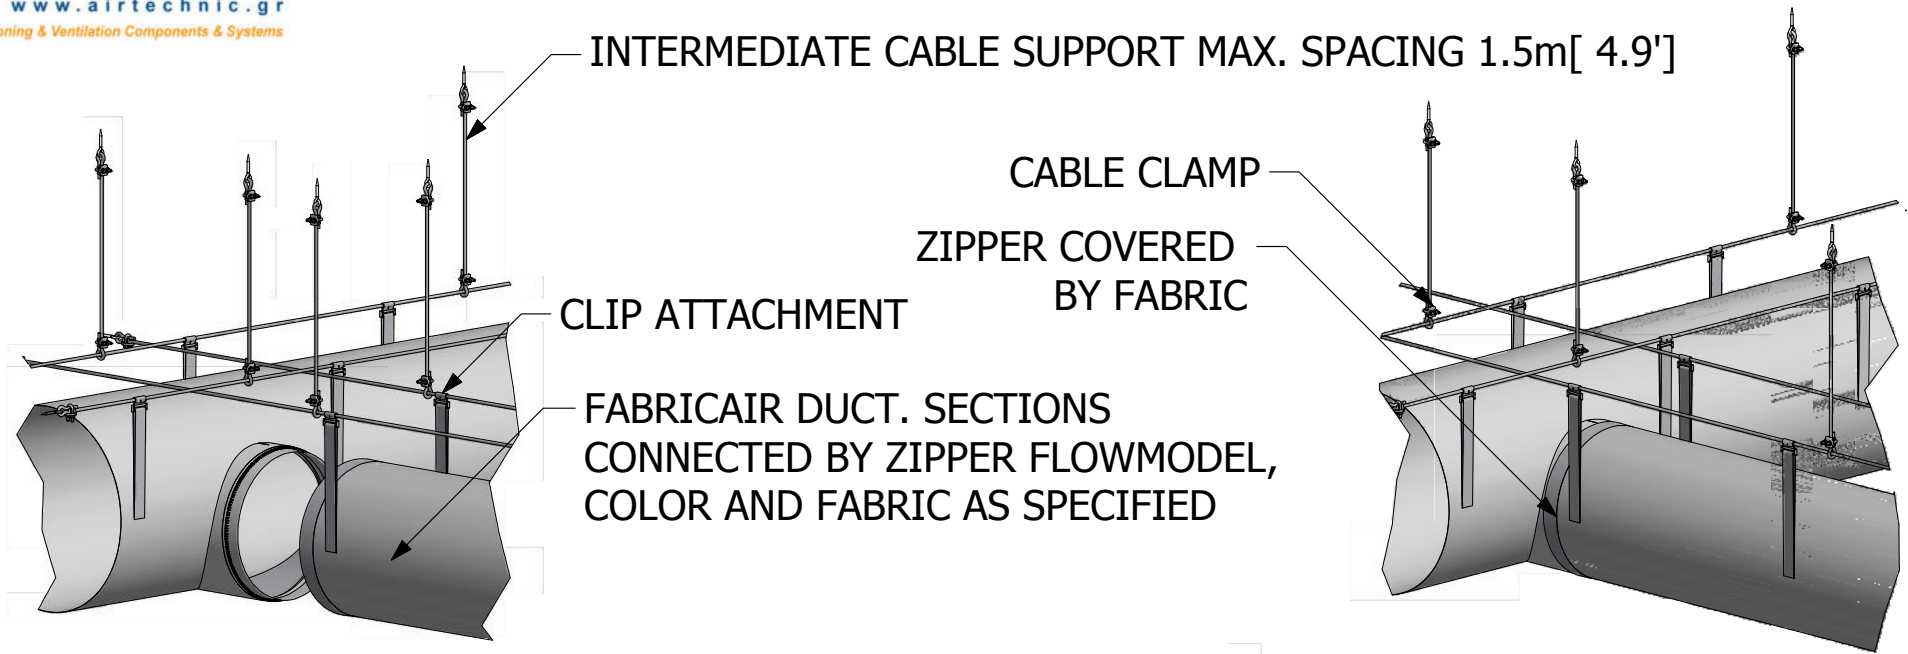 www.airtechnic.gr
oning & Ventilation Components & Systems
INTERMEDIATE CABLE SUPPORT MAX. SPACING 1.5m[ 4.9']
CABLE CLAMP
ZIPPER COVERED
BY FABRIC
CLIP ATTACHMENT
FABRICAIR DUCT. SECTIONS
CONNECTED BY ZIPPER FLOWMODEL,
COLOR AND FABRIC AS SPECIFIED